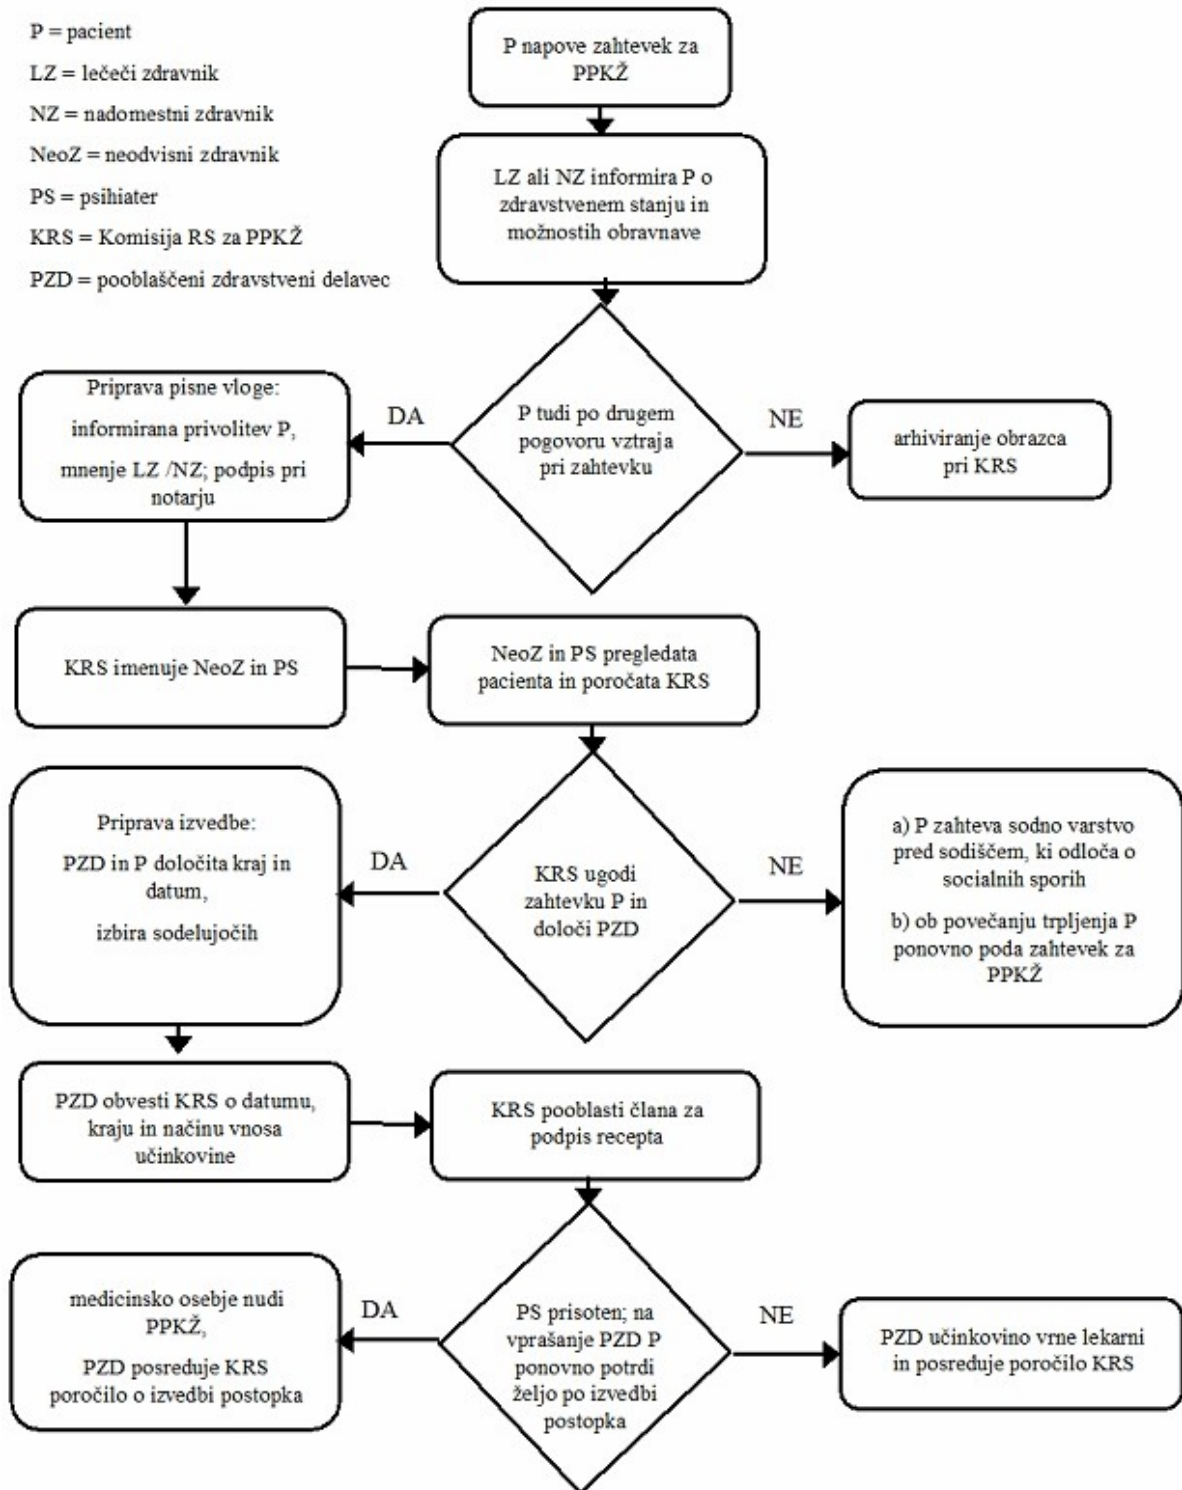 P = pacient
LZ = lečeči zdravnik
NZ = nadomestni zdravnik
NeoZ = neodvisni zdravnik
PS = psihiater
KRS = Komisija RS za PPKŽ
PZD = pooblaščeni zdravstveni delavec
P napove zahtevek za
PPKŽ
LZ ali NZ informira P o
zdravstvenem stanju in
možnostih obravnave
P tudi po drugem
pogovoru vztraja
pri zahtevku
DA
NE
Priprava pisne vloge:
informirana privolitev P,
mnenje LZ /NZ; podpis pri
notarju
arhiviranje obrazca
pri KRS
KRS imenuje NeoZ in PS
NeoZ in PS pregledata
pacienta in poročata KRS
KRS ugodi
zahtevku P in
določi PZD
DA
NE
Priprava izvedbe:
PZD in P določita kraj in
datum,
izbira sodelujočih
a) P zahteva sodno varstvo
pred sodiščem, ki odloča o
socialnih sporih
b) ob povečanju trpljenja P
ponovno poda zahtevek za
PPKŽ
PZD obvesti KRS o datumu,
kraju in načinu vnosa
učinkovine
KRS pooblasti člana za
podpis recepta
PS prisoten; na
vprašanje PZD P
ponovno potrdi
željo po izvedbi
postopka
DA
NE
medicinsko osebje nudi
PPKŽ,
PZD posreduje KRS
poročilo o izvedbi postopka
PZD učinkovino vrne lekarni
in posreduje poročilo KRS